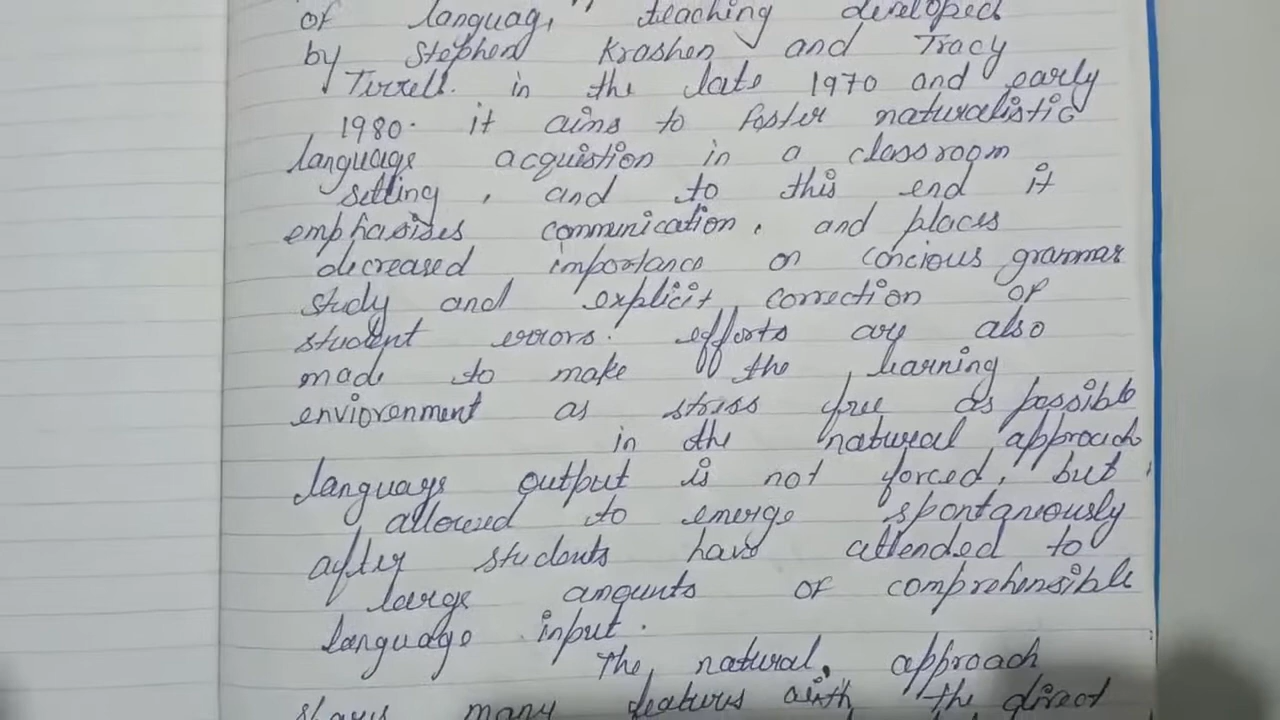 of languag, teaching developed
by Stephen Krashen and Tracy
Tirrell. in the late 1970 and early
1980. it aims to foster naturalistic
language acquistion in a classroom
setting, and to this end it
emphasises communication, and places
decreased importance on concious grammar
study and explicit correction of
student errors. efforts are also
made to make the learning
enviorenment as stress free as possible
in the natural approach
language output is not forced, but
allowed to emerge spontaneously
after students have attended to
large amounts of comprehensible
language input.
The natural approach
shares many features with the direct